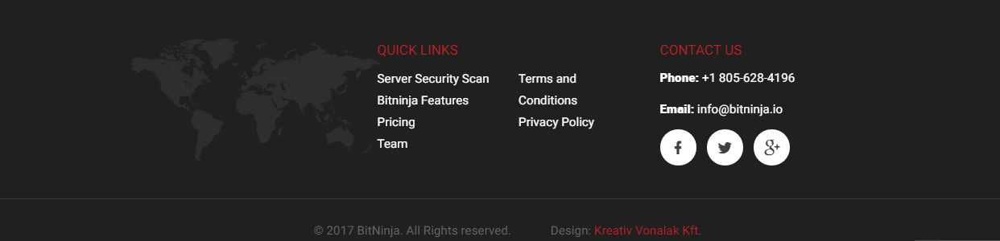 QUICK LINKS
Server Security Scan
Bitninja Features
Pricing
Team
Terms and
Conditions
Privacy Policy
CONTACT US
Phone: +1 805-628-4196
Email: info@bitninja.io
© 2017 BitNinja. All Rights reserved.
Design: Kreativ Vonalak Kft.